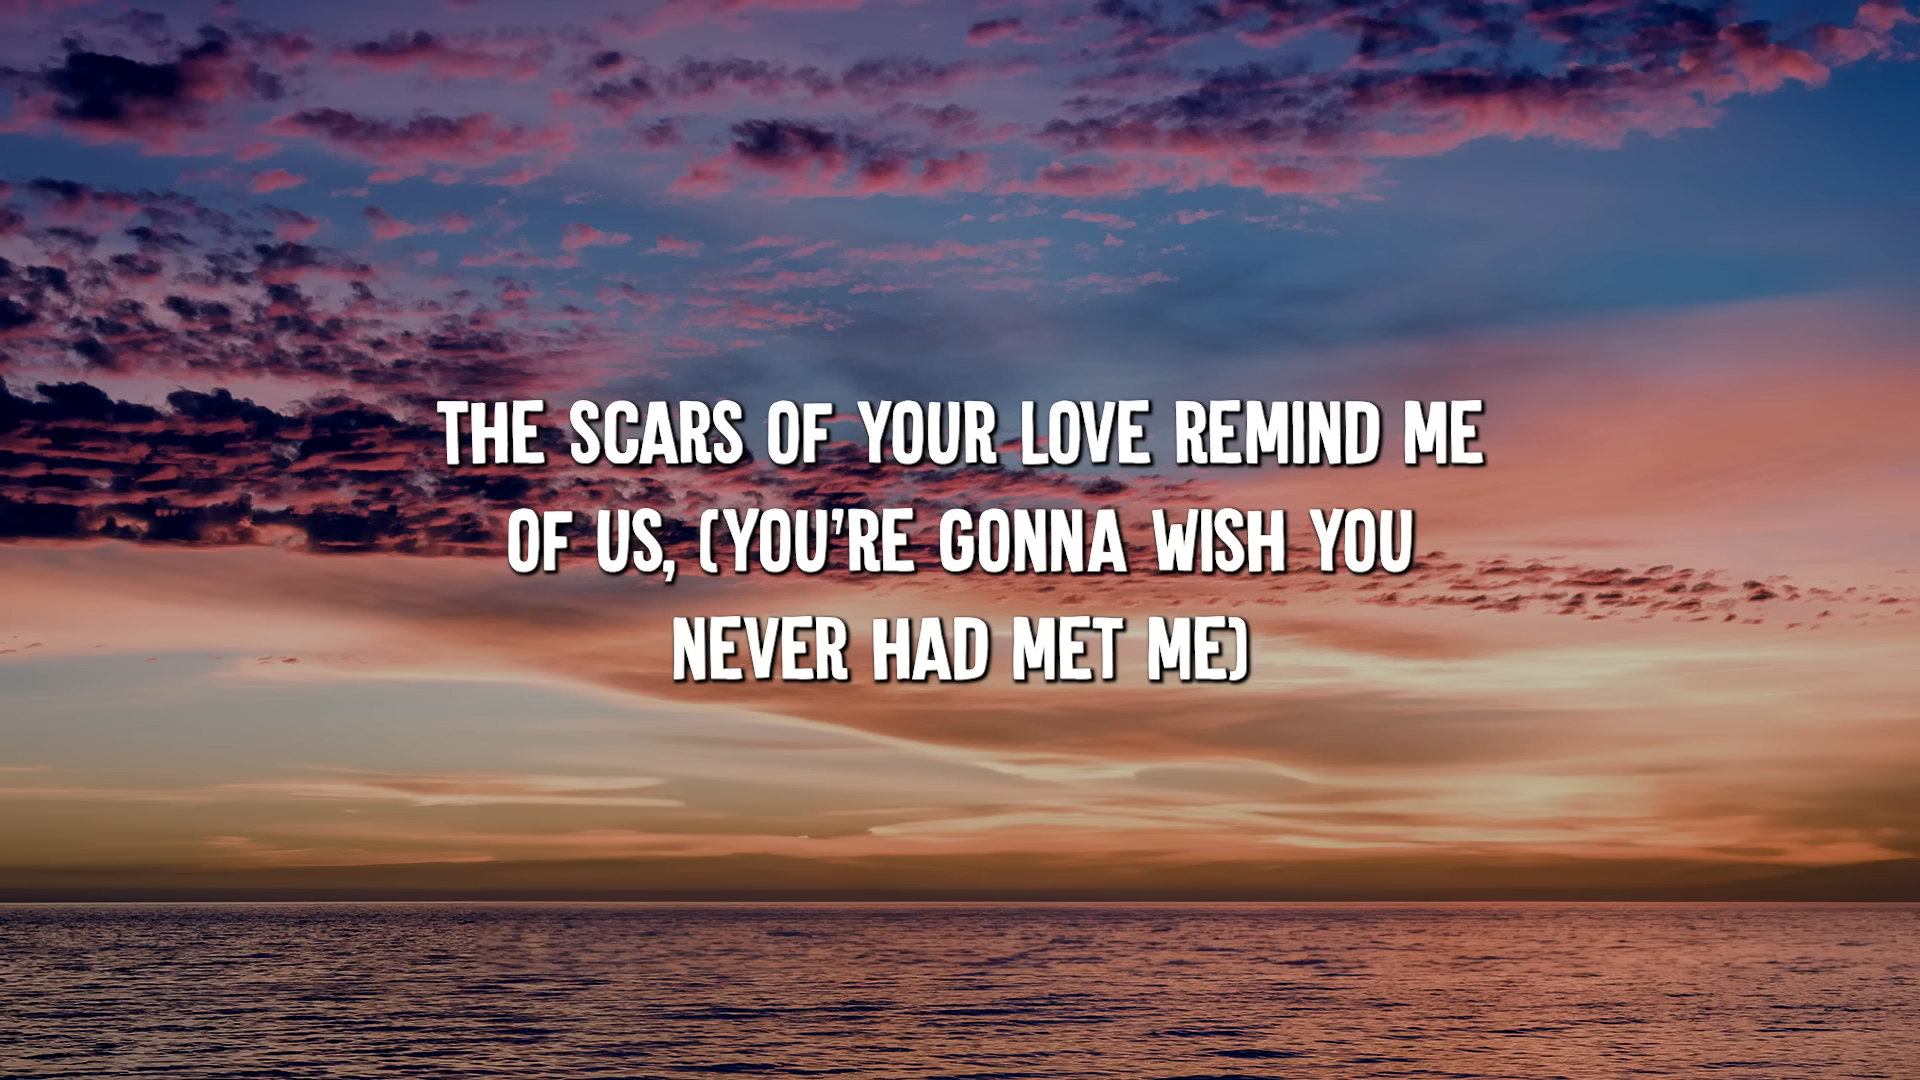 THE SCARS OF YOUR LOVE REMIND ME
OF US, (YOU'RE GONNA WISH YOU
NEVER HAD MET ME)